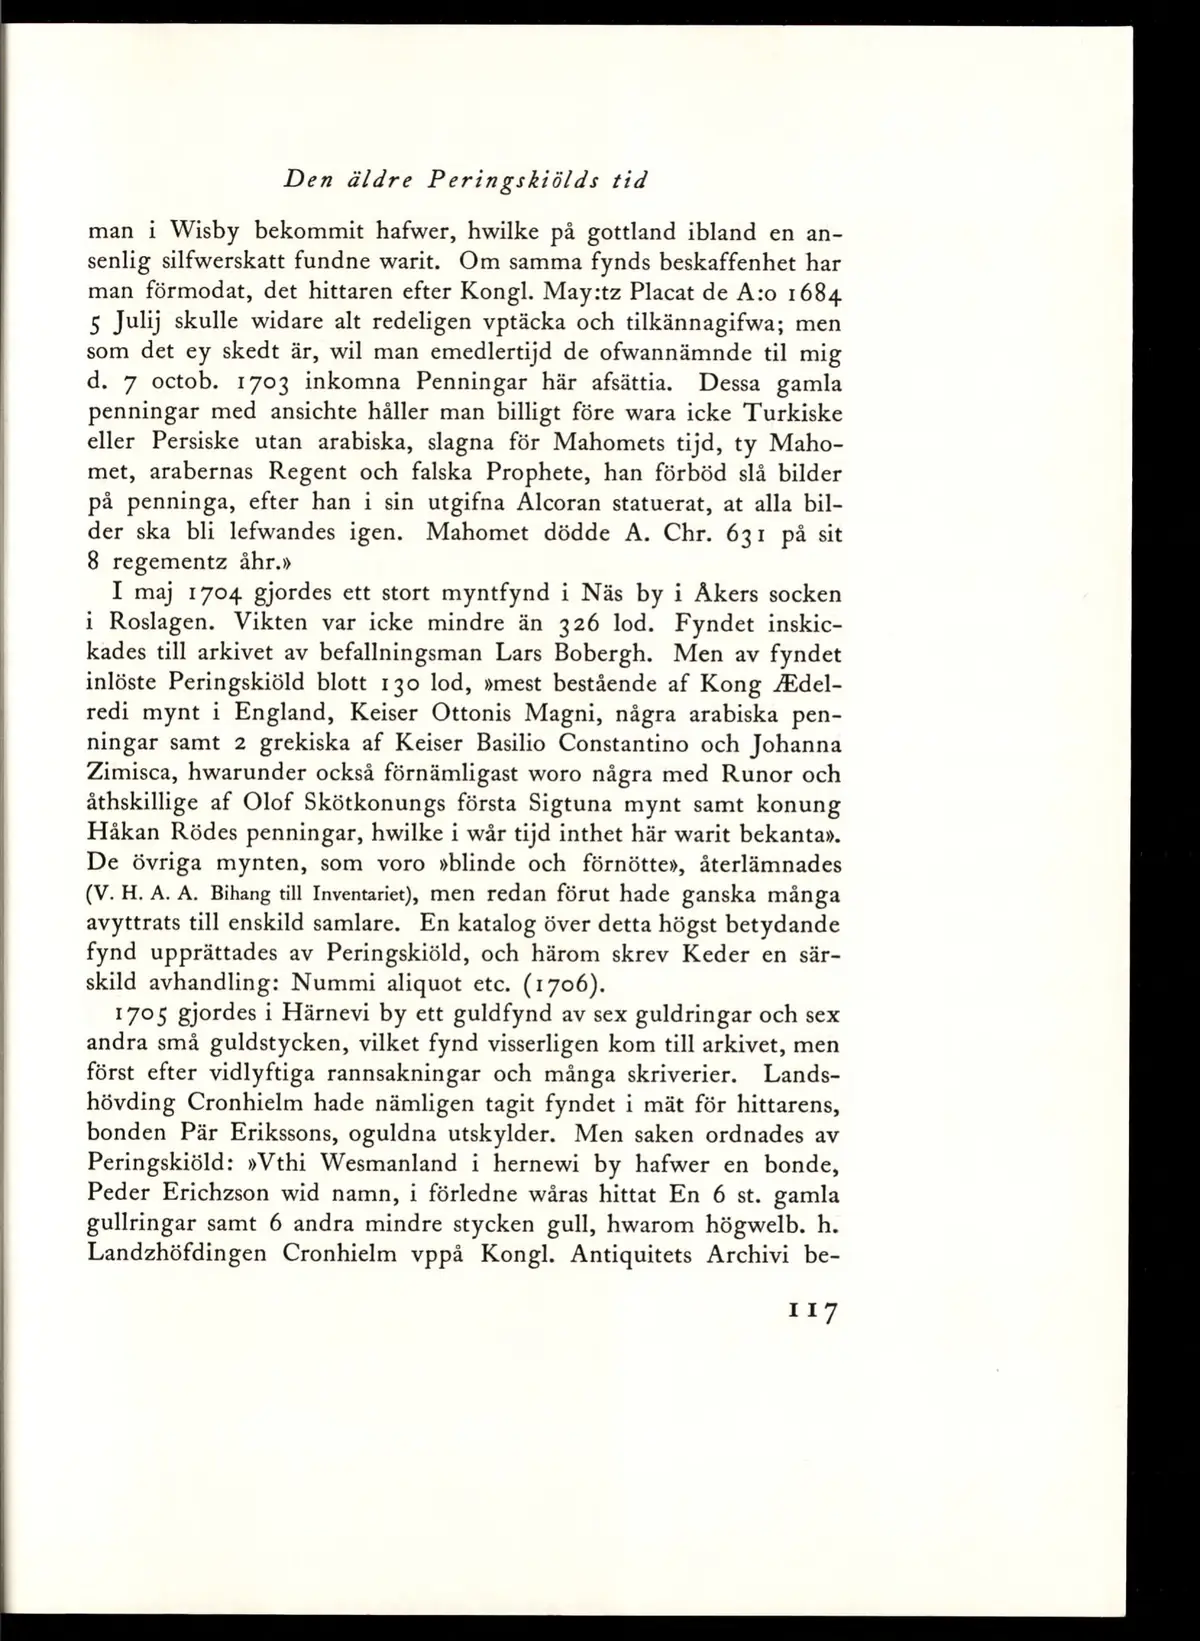 Den äldre Peringskiölds tid
man i Wisby bekommit hafwer, hwilke på gottland ibland en an-
senlig silfwerskatt fundne warit. Om samma fynds beskaffenhet har
man förmodat, det hittaren efter Kongl. May:tz Placat de A:o 1684
5 Julij skulle widare alt redeligen vptäcka och tilkännagifwa; men
som det ey skedt är, wil man emedlertijd de ofwannämnde til mig
d. 7 octob. 1703 inkomna Penningar här afsättia. Dessa gamla
penningar med ansichte håller man billigt före wara icke Turkiske
eller Persiske utan arabiska, slagna för Mahomets tijd, ty Maho-
met, arabernas Regent och falska Prophete, han förböd slå bilder
på penninga, efter han i sin utgifna Alcoran statuerat, at alla bil-
der ska bli lefwandes igen. Mahomet dödde A. Chr. 631 på sit
8 regementz åhr.»
I maj 1704 gjordes ett stort myntfynd i Näs by i Åkers socken
i Roslagen. Vikten var icke mindre än 326 lod. Fyndet inskic-
kades till arkivet av befallningsman Lars Bobergh. Men av fyndet
inlöste Peringskiöld blott 130 lod, »mest bestående af Kong Ædel-
redi mynt i England, Keiser Ottonis Magni, några arabiska pen-
ningar samt 2 grekiska af Keiser Basilio Constantino och Johanna
Zimisca, hwarunder också förnämligast woro några med Runor och
åthskillige af Olof Skötkonungs första Sigtuna mynt samt konung
Håkan Rödes penningar, hwilke i wår tijd inthet här warit bekanta».
De övriga mynten, som voro »blinde och förnötte», återlämnades
(V. H. A. A. Bihang till Inventariet), men redan förut hade ganska många
avyttrats till enskild samlare. En katalog över detta högst betydande
fynd upprättades av Peringskiöld, och härom skrev Keder en sär-
skild avhandling: Nummi aliquot etc. (1706).
1705 gjordes i Härnevi by ett guldfynd av sex guldringar och sex
andra små guldstycken, vilket fynd visserligen kom till arkivet, men
först efter vidlyftiga rannsakningar och många skriverier. Lands-
hövding Cronhielm hade nämligen tagit fyndet i mät för hittarens,
bonden Pär Erikssons, oguldna utskylder. Men saken ordnades av
Peringskiöld: »Vthi Wesmanland i hernewi by hafwer en bonde,
Peder Erichzson wid namn, i förledne wåras hittat En 6 st. gamla
gullringar samt 6 andra mindre stycken gull, hwarom högwelb. h.
Landzhöfdingen Cronhielm vppå Kongl. Antiquitets Archivi be-
117